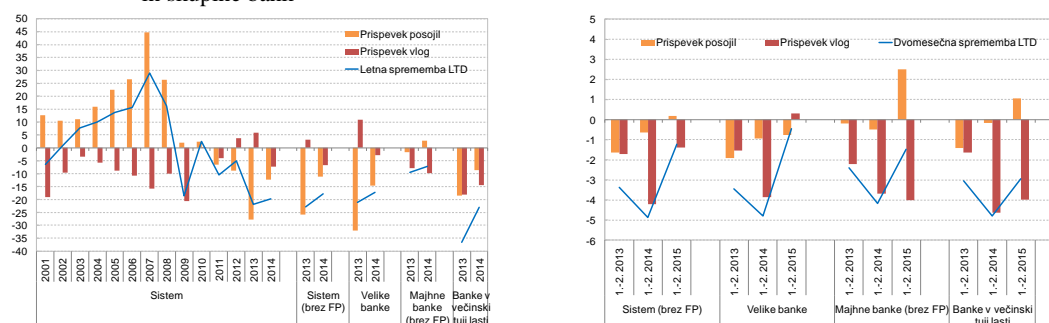 in skupine bank
50
45
40
35
30
25
20
15
10
5
0
-5
-10
-15
-20
-25
-30
-35
-40
Prispevek posojil
Prispevek vlog
Letna sprememba LTD
2001 2002 2003 2004 2005 2006 2007 2008 2009 2010 2011 2012 2013 2014 2013 2014 2013 2014 2013 2014 2013 2014
Sistem
Sistem (brez FP)
Velike banke
Majhne banke (brez FP)
Banke v večinski tuji lasti
5
4
3
2
1
0
-1
-2
-3
-4
-5
-6
Prispevek posojil Prispevek vlog Dvomesečna sprememba LTD
1.-2. 2013 1.-2. 2014 1.-2. 2015 1.-2. 2013 1.-2. 2014 1.-2. 2015 1.-2. 2013 1.-2. 2014 1.-2. 2015 1.-2. 2013 1.-2. 2014 1.-2. 2015
Sistem (brez FP)
Velike banke
Majhne banke (brez FP)
Banke v večinski tuji lasti